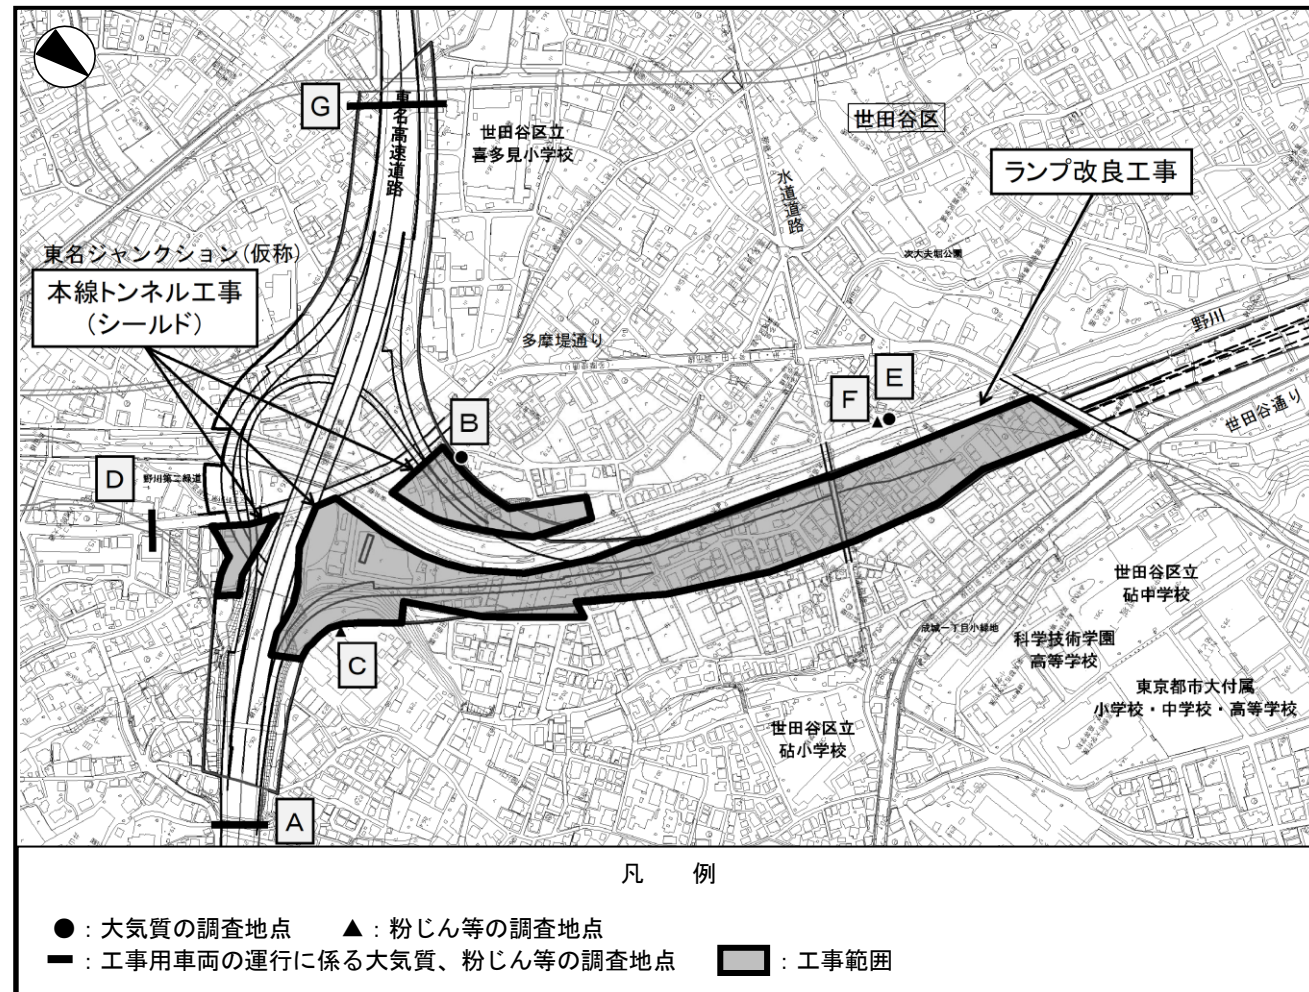 G
東名高速道路
世田谷区立
喜多見小学校
世田谷区
ランプ改良工事
水道道路
次大夫堀公園
東名ジャンクション(仮称)
本線トンネル工事
(シールド)
多摩堤通り
野川
世田谷通り
B
F
E
D
野川第二緑道
C
世田谷区立
砧中学校
成城一丁目小緑地
科学技術学園
高等学校
東京都市大付属
小学校・中学校・高等学校
世田谷区立
砧小学校
A
凡 例
●:大気質の調査地点 ▲:粉じん等の調査地点
━:工事用車両の運行に係る大気質、粉じん等の調査地点 :工事範囲